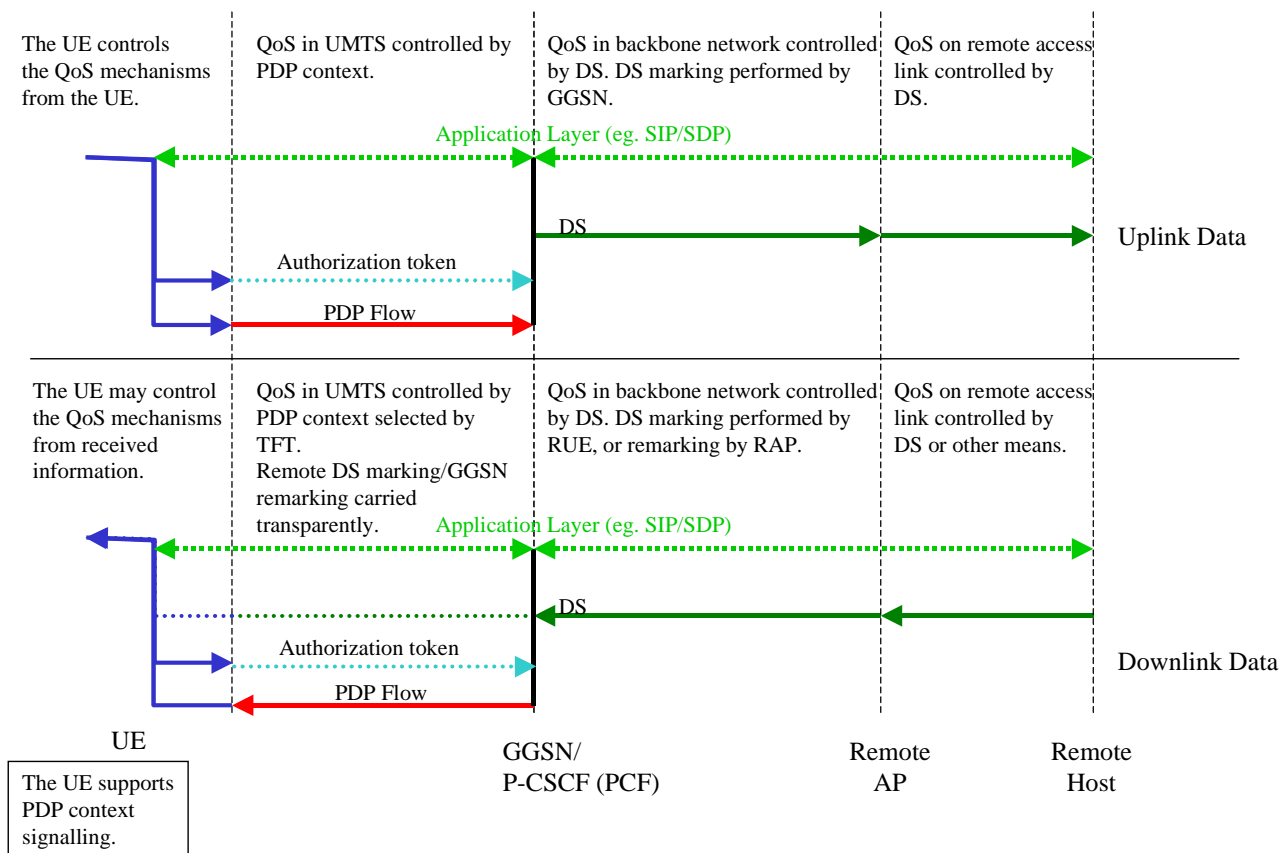 The UE controls
the QoS mechanisms
from the UE.
QoS in UMTS controlled by
PDP context.
QoS in backbone network controlled
by DS. DS marking performed by
GGSN.
QoS on remote access
link controlled by
DS.
Application Layer (eg. SIP/SDP)
DS
Uplink Data
Authorization token
PDP Flow
The UE may control
the QoS mechanisms
from received
information.
QoS in UMTS controlled by
PDP context selected by
TFT.
Remote DS marking/GGSN
remarking carried
transparently.
QoS in backbone network controlled
by DS. DS marking performed by
RUE, or remarking by RAP.
QoS on remote access
link controlled by
DS or other means.
Application Layer (eg. SIP/SDP)
DS
Authorization token
Downlink Data
PDP Flow
UE
GGSN/
P-CSCF (PCF)
Remote
AP
Remote
Host
The UE supports
PDP context
signalling.